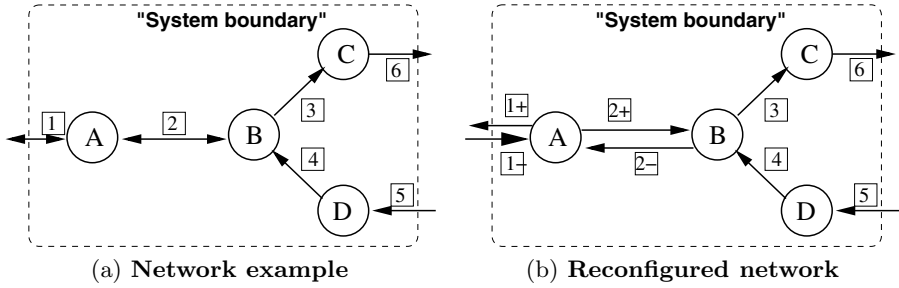 "System boundary"
C
6
1
2
3
A
B
4
D
5
(a) Network example
"System boundary"
C
6
1+
2+
3
A
B
1−
2−
4
D
5
(b) Reconfigured network